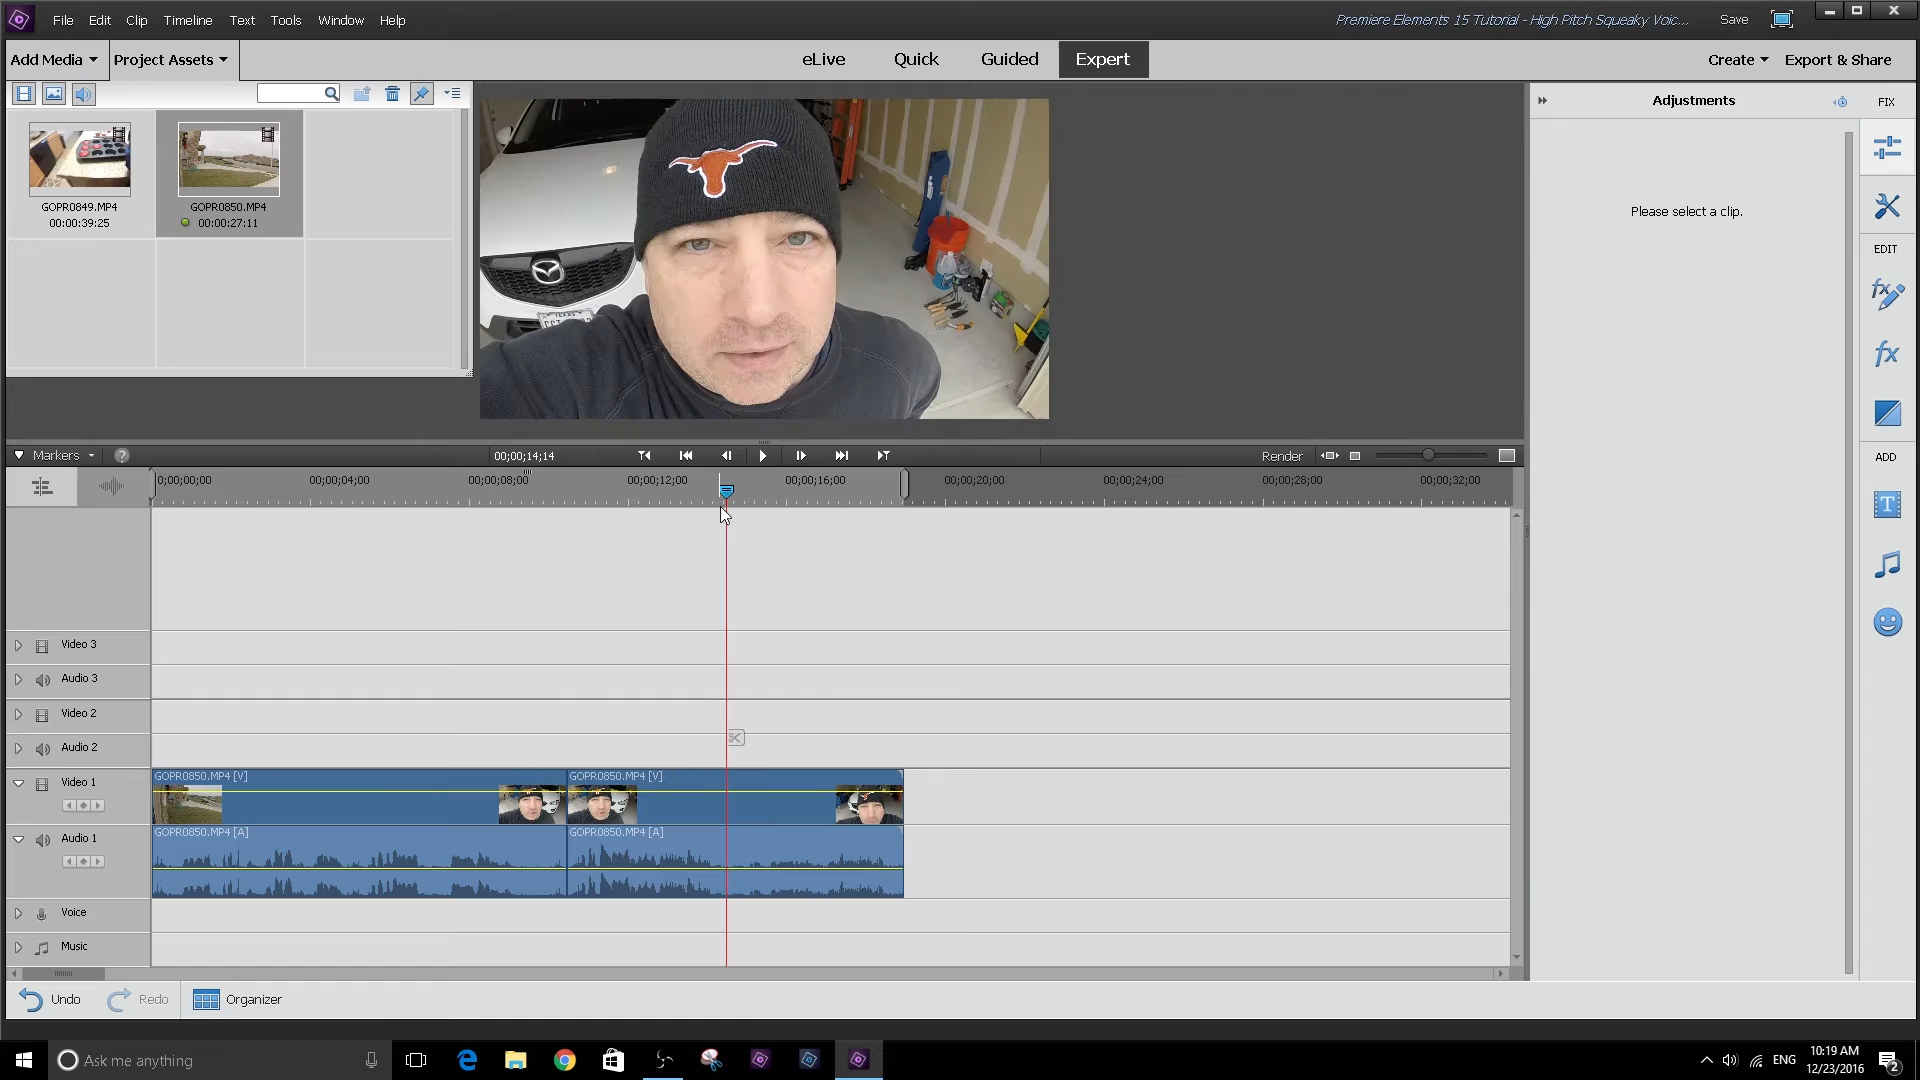 File Edit Clip Timeline Text Tools Window Help
Premiere Elements 15 Tutorial - High Pitch Squeaky Voic...
Save
Add Media
Project Assets
eLive Quick Guided Expert
Create
Export & Share
Adjustments
FIX
Please select a clip.
GOPR0849.MP4
00:00:39:25
GOPR0850.MP4
00:00:27:11
EDIT
fx
fx
TEXAS
Markers
?
00;00;14;14
Render
ADD
T
0;00;00;00
00;00;04;00
00;00;08;00
00;00;12;00
00;00;16;00
00;00;20;00
00;00;24;00
00;00;28;00
00;00;32;00
Video 3
Audio 3
Video 2
Audio 2
Video 1
GOPR0850.MP4 [V]
GOPR0850.MP4 [V]
Audio 1
GOPR0850.MP4 [A]
GOPR0850.MP4 [A]
Voice
Music
Undo
Redo
Organizer
Ask me anything
ENG
10:19 AM
12/23/2016
2